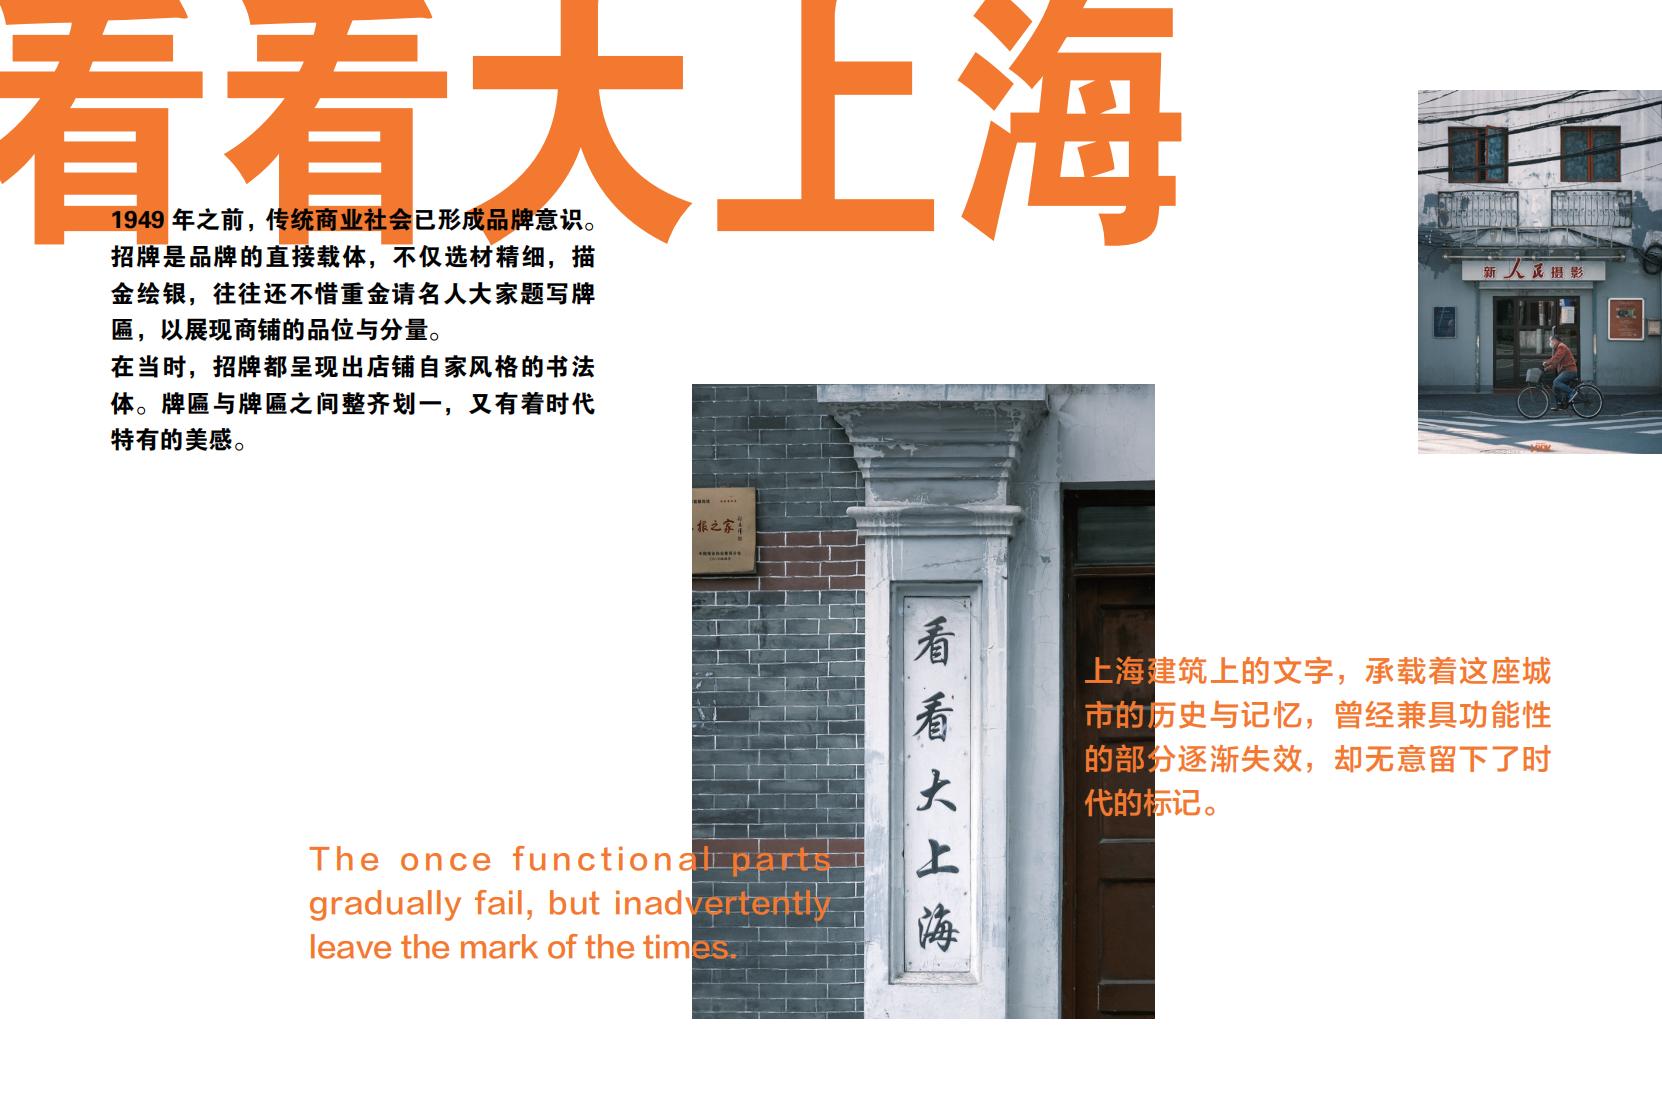 看看大上海
1949 年之前，传统商业社会已形成品牌意识。
招牌是品牌的直接载体，不仅选材精细，描
金绘银，往往还不惜重金请名人大家题写牌
匾，以展现商铺的品位与分量。
在当时，招牌都呈现出店铺自家风格的书法
体。牌匾与牌匾之间整齐划一，又有着时代
特有的美感。
新人民摄影
报之家
看看大上海
上海建筑上的文字，承载着这座城
市的历史与记忆，曾经兼具功能性
的部分逐渐失效，却无意留下了时
代的标记。
The once functional parts
gradually fail, but inadvertently
leave the mark of the times.